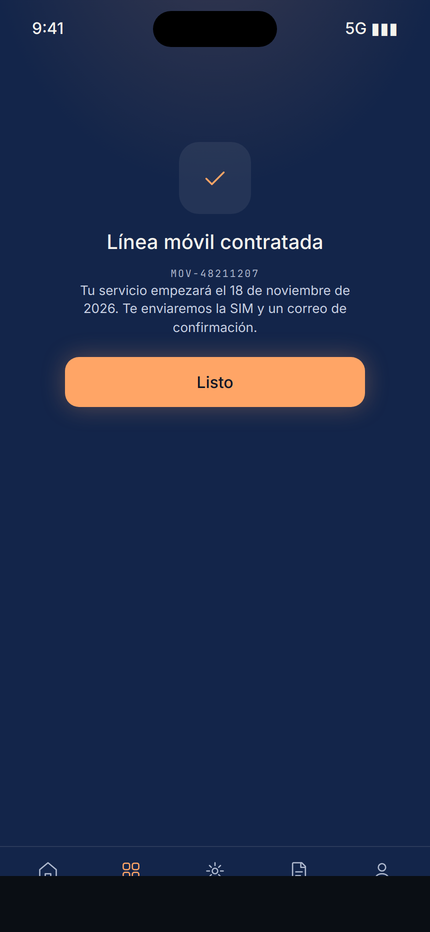 9:41
5G
Línea móvil contratada
MOV-48211207
Tu servicio empezará el 18 de noviembre de
2026. Te enviaremos la SIM y un correo de
confirmación.
Listo